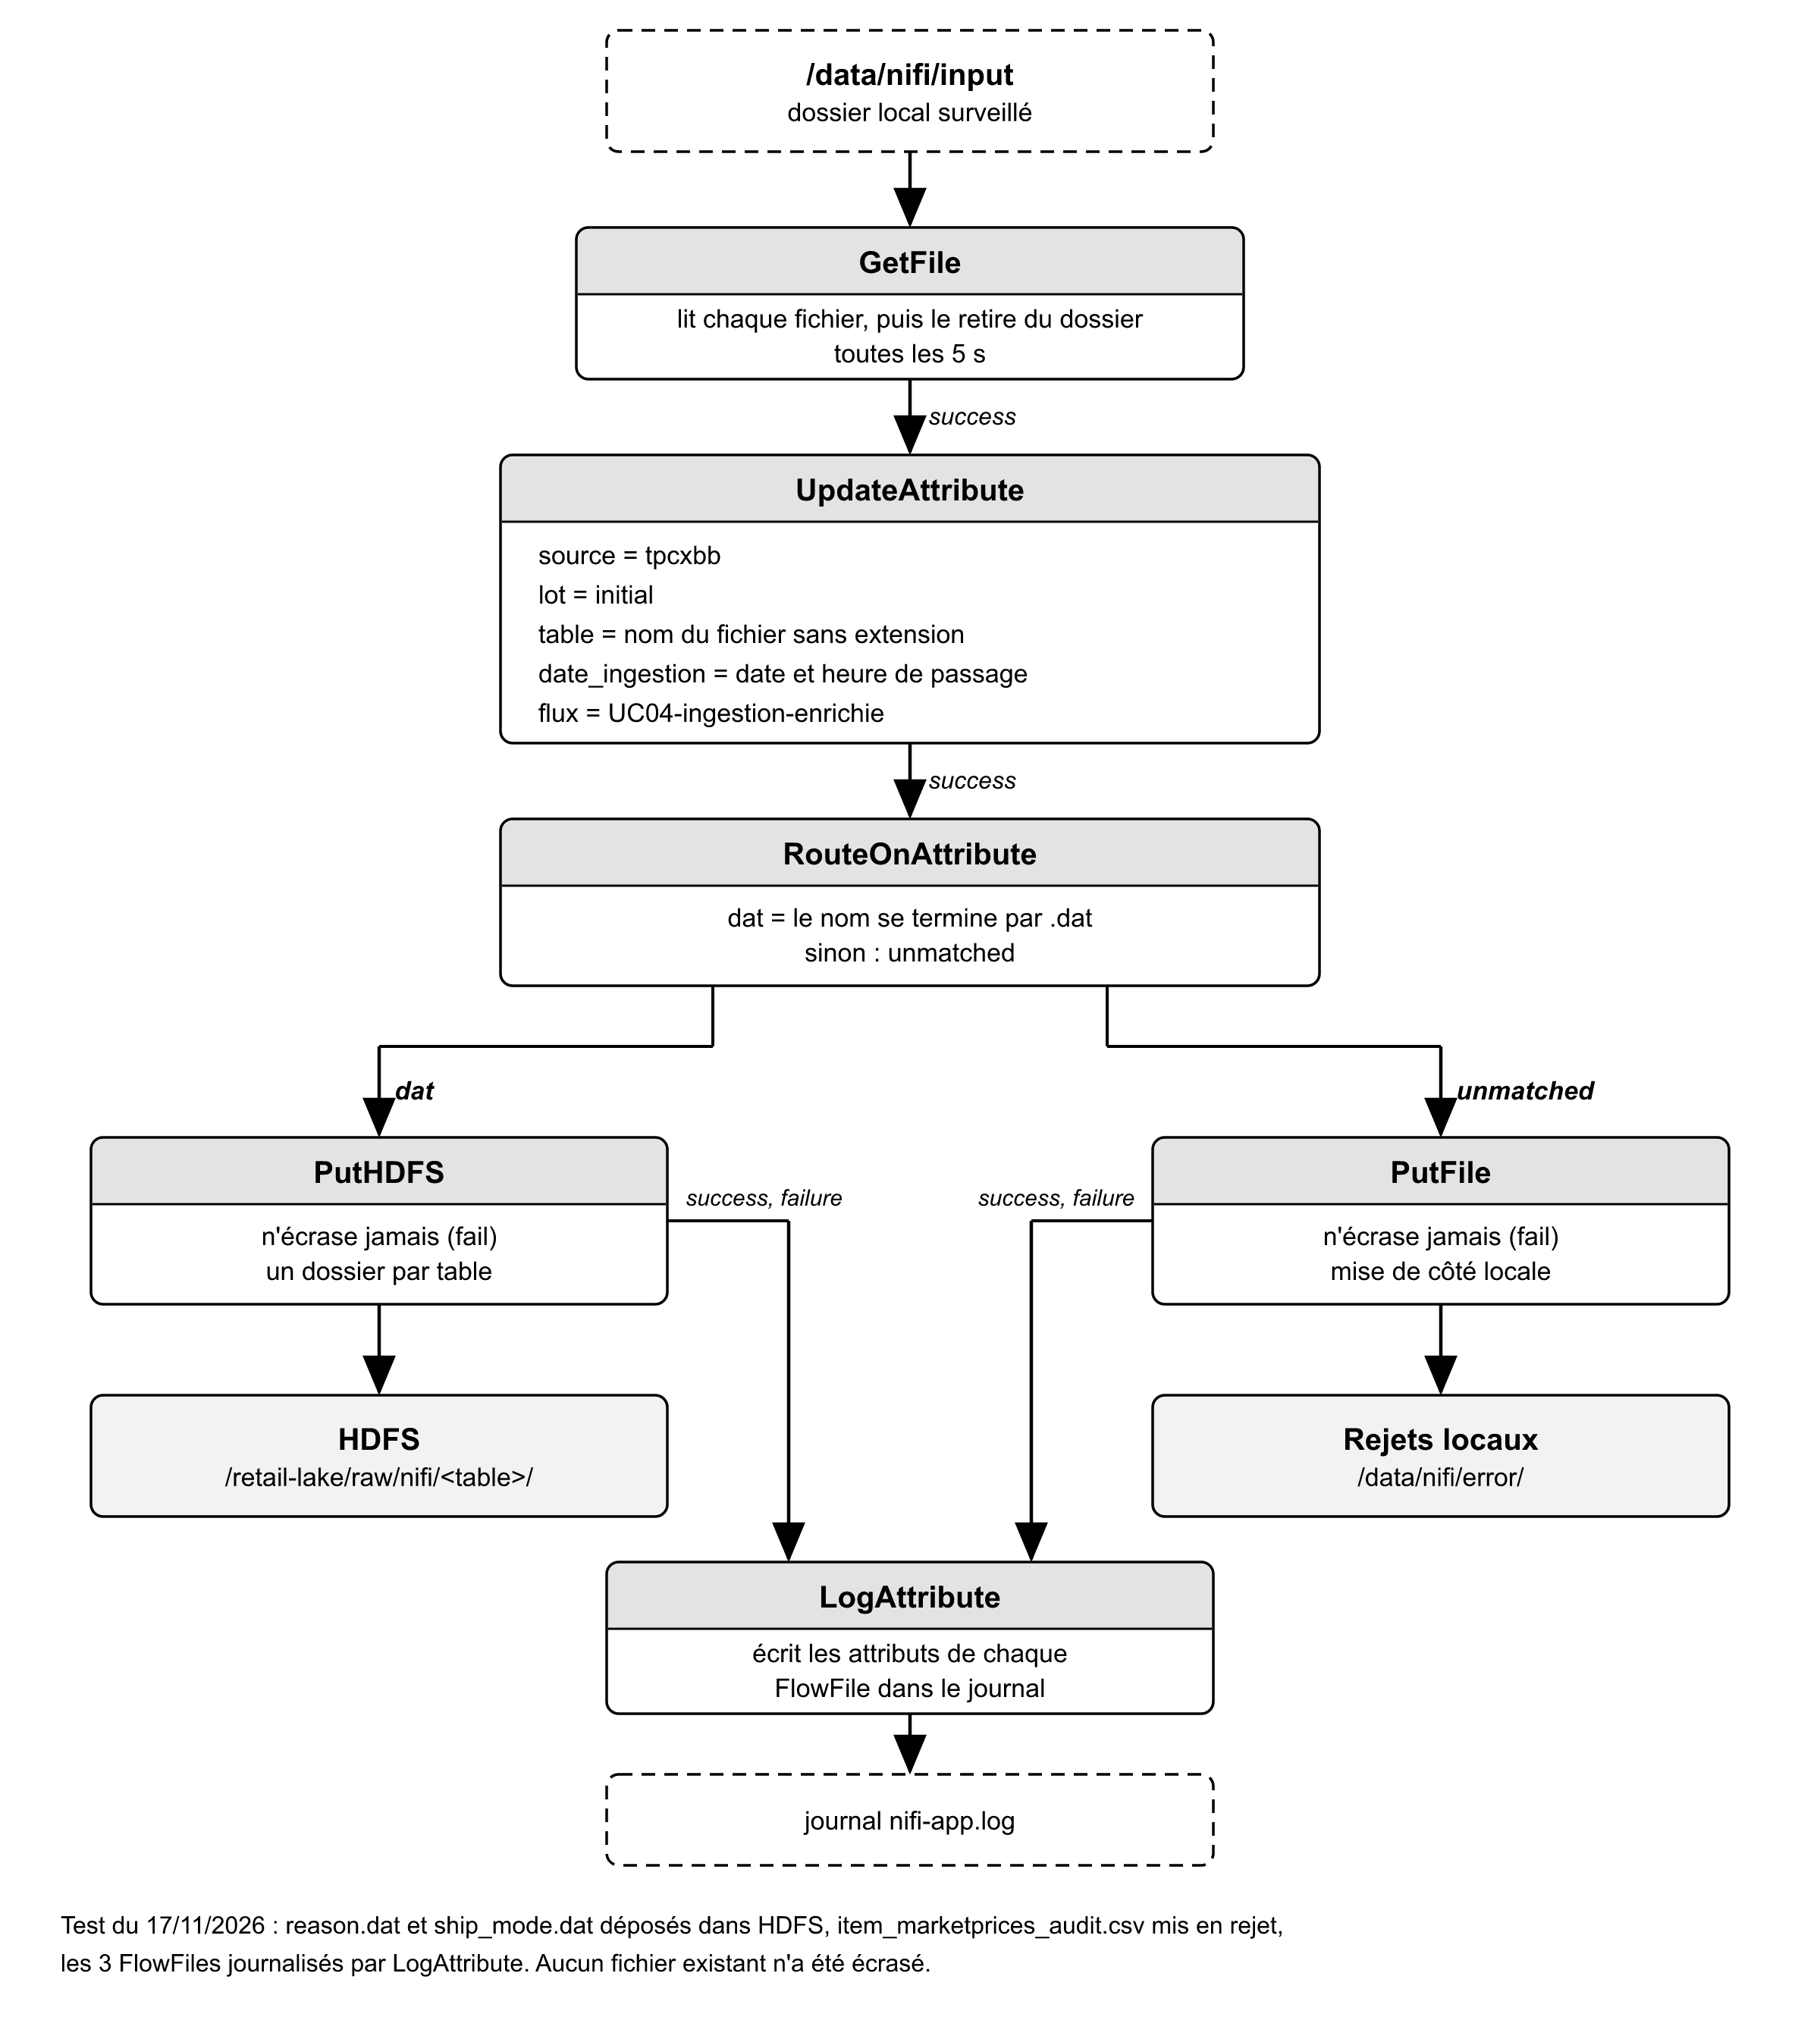 /data/nifi/input
dossier local surveillé
GetFile
lit chaque fichier, puis le retire du dossier
toutes les 5 s
success
UpdateAttribute
source = tpcxbb
lot = initial
table = nom du fichier sans extension
date_ingestion = date et heure de passage
flux = UC04-ingestion-enrichie
success
RouteOnAttribute
dat = le nom se termine par .dat
sinon : unmatched
dat
unmatched
PutHDFS
n'écrase jamais (fail)
un dossier par table
success, failure
success, failure
PutFile
n'écrase jamais (fail)
mise de côté locale
HDFS
/retail-lake/raw/nifi/<table>/
Rejets locaux
/data/nifi/error/
LogAttribute
écrit les attributs de chaque
FlowFile dans le journal
journal nifi-app.log
Test du 17/11/2026 : reason.dat et ship_mode.dat déposés dans HDFS, item_marketprices_audit.csv mis en rejet,
les 3 FlowFiles journalisés par LogAttribute. Aucun fichier existant n'a été écrasé.